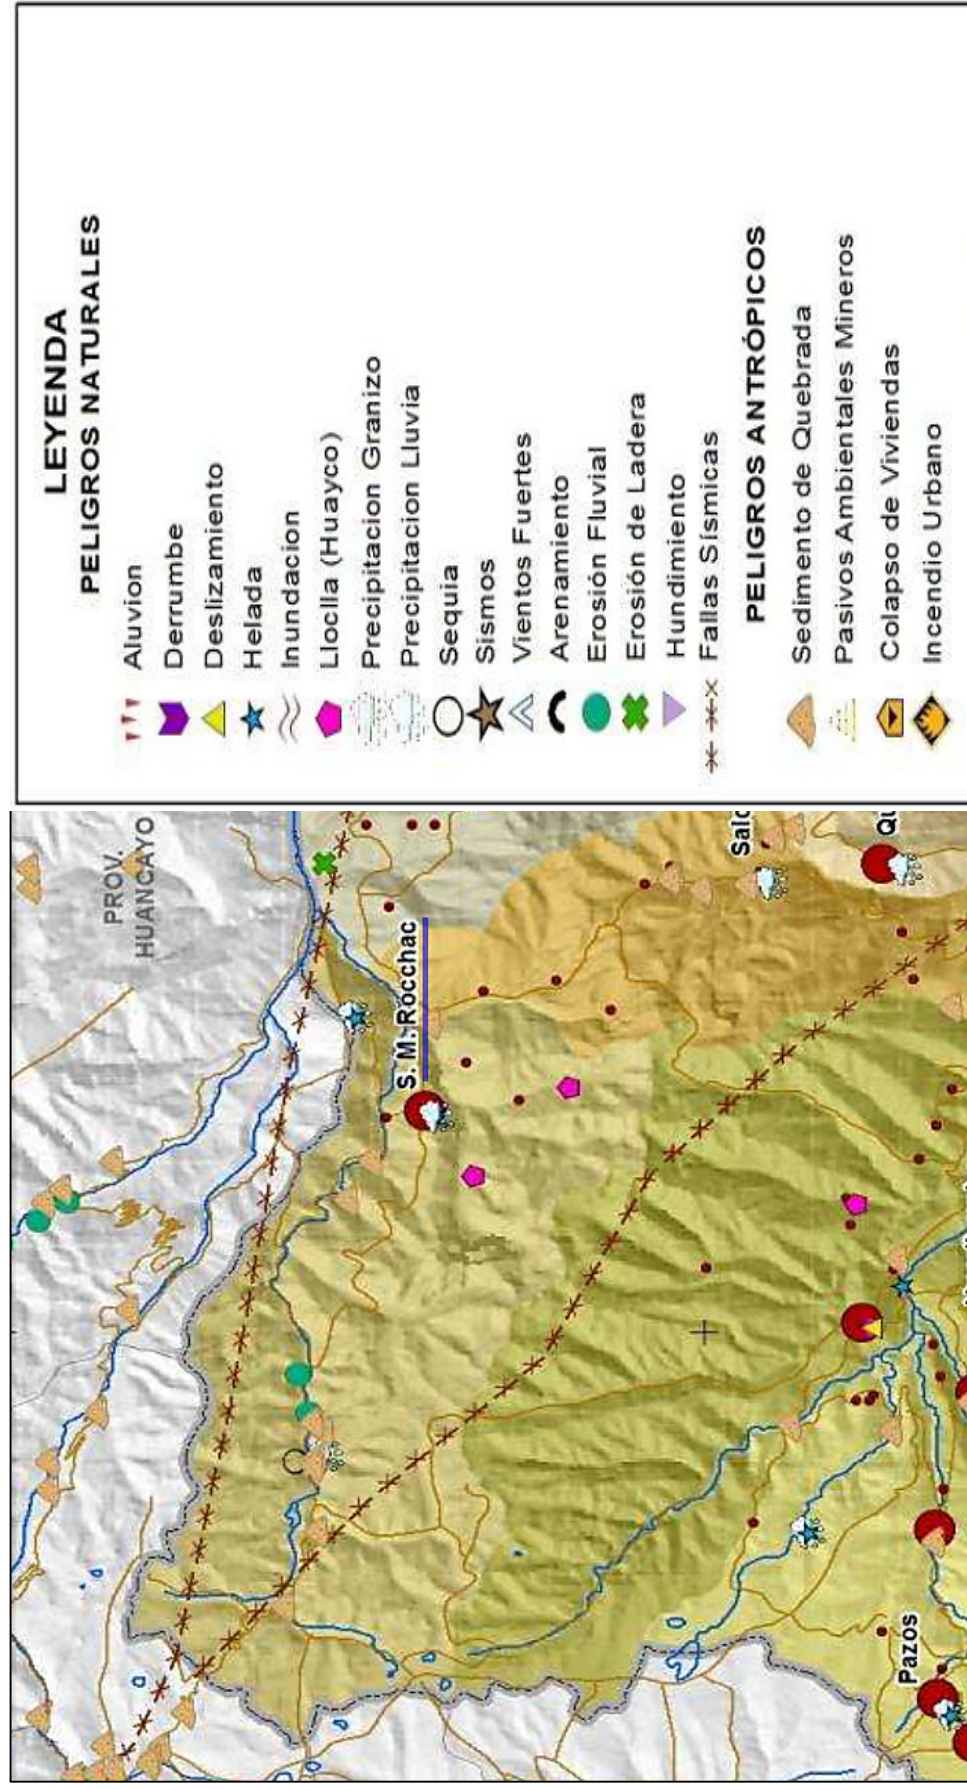 LEYENDA
PELIGROS NATURALES
Aluvion
Derrumbe
Deslizamiento
Helada
Inundacion
Lloclla (Huayco)
Precipitacion Granizo
Precipitacion Lluvia
Sequia
Sismos
Vientos Fuertes
Arenamiento
Erosión Fluvial
Erosión de Ladera
Hundimiento
Fallas Sísmicas
PELIGROS ANTRÓPICOS
Sedimento de Quebrada
Pasivos Ambientales Mineros
Colapso de Viviendas
Incendio Urbano
PROV.
HUANCAYO
S. M. Rocchac
Salc
Qu
Pazos